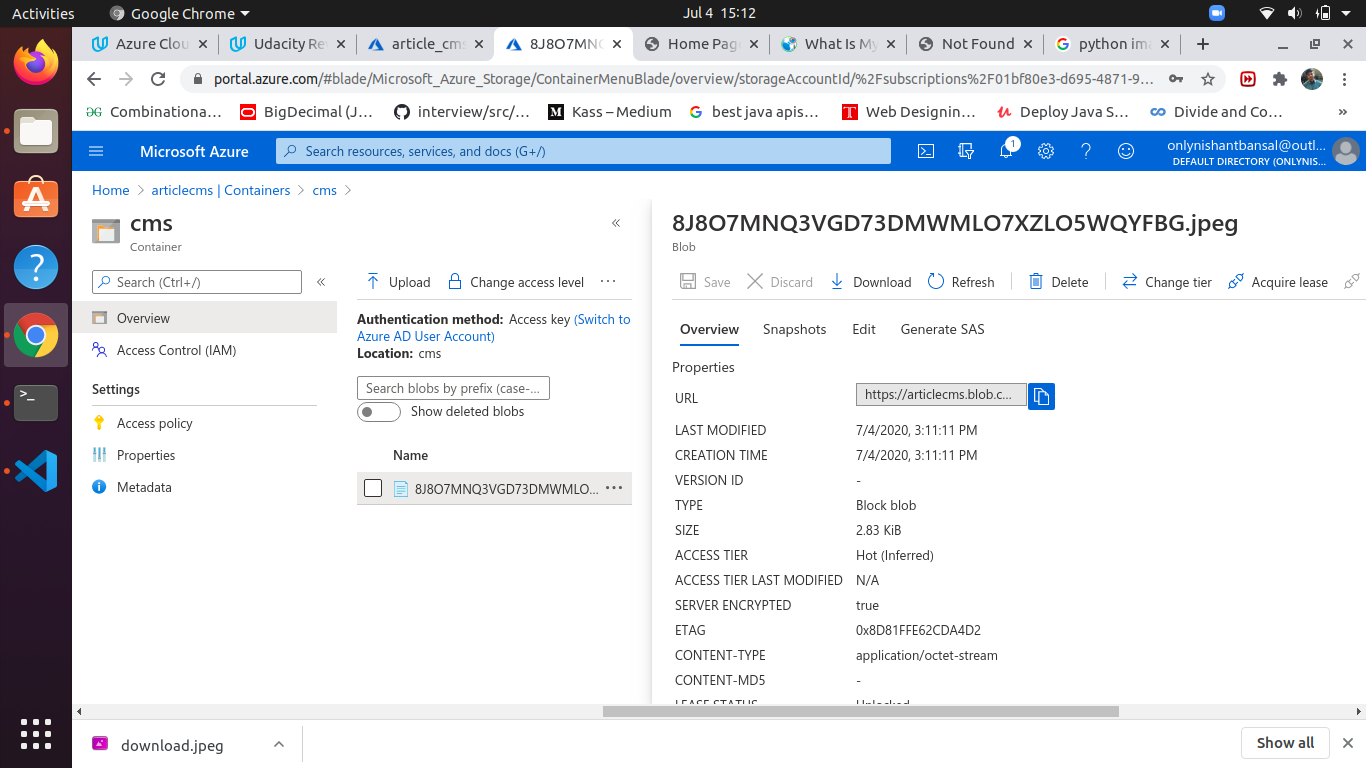 Activities
Google Chrome
Jul 4 15:12
Azure Clou
Udacity Re
article_cms
8J8O7MNQ
Home Page
What Is My
Not Found
python ima
portal.azure.com/#blade/Microsoft_Azure_Storage/ContainerMenuBlade/overview/storageAccountId/%2Fsubscriptions%2F01bf80e3-d695-4871-9...
Combinationa...
BigDecimal (J...
interview/src/...
Kass – Medium
best java apis...
Web Designin...
Deploy Java S...
Divide and Co...
»
Microsoft Azure
Search resources, services, and docs (G+/)
1
onlynishantbansal@outl...
DEFAULT DIRECTORY (ONLYNIS...
Home > articlecms | Containers > cms >
cms
Container
«
Search (Ctrl+/)
«
Overview
Access Control (IAM)
Settings
Access policy
Properties
Metadata
Upload
Change access level
...
Authentication method: Access key (Switch to
Azure AD User Account)
Location: cms
Search blobs by prefix (case-...
Show deleted blobs
Name
8J8O7MNQ3VGD73DMWMLO... ...
8J8O7MNQ3VGD73DMWMLO7XZLO5WQYFBG.jpeg
Blob
Save
Discard
Download
Refresh
Delete
Change tier
Acquire lease
Overview
Snapshots
Edit
Generate SAS
Properties
URL https://articlecms.blob.c...
LAST MODIFIED 7/4/2020, 3:11:11 PM
CREATION TIME 7/4/2020, 3:11:11 PM
VERSION ID -
TYPE Block blob
SIZE 2.83 KiB
ACCESS TIER Hot (Inferred)
ACCESS TIER LAST MODIFIED N/A
SERVER ENCRYPTED true
ETAG 0x8D81FFE62CDA4D2
CONTENT-TYPE application/octet-stream
CONTENT-MD5 -
LEASE STATUS Unlocked
download.jpeg
Show all